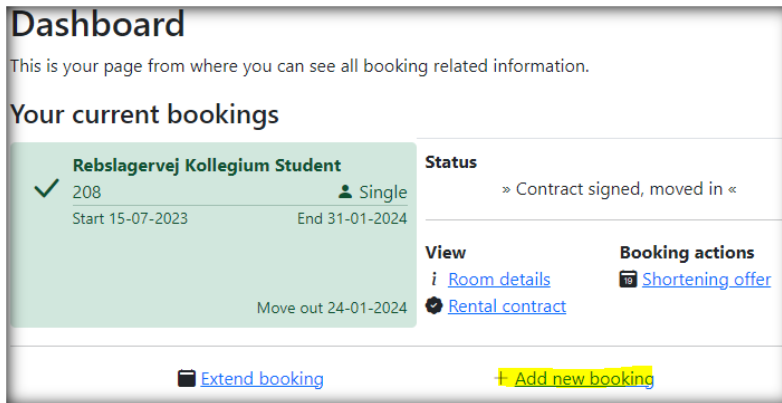 Dashboard
This is your page from where you can see all booking related information.
Your current bookings
Rebslagervej Kollegium Student
208 Single
Start 15-07-2023 End 31-01-2024
Move out 24-01-2024
Status
» Contract signed, moved in «
View
i Room details
Rental contract
Booking actions
19 Shortening offer
Extend booking
+ Add new booking